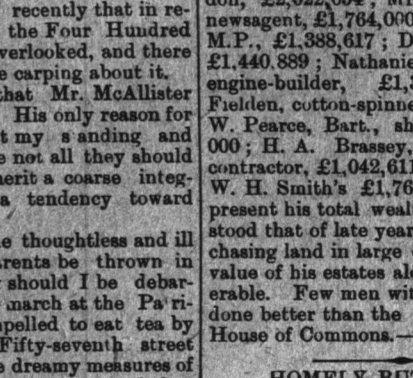 recently that in re-
the Four Hundred
verlooked, and there
e carping about it.
that Mr. McAllister
His only reason for
t my s anding and
e not all they should
erit a coarse integ-
a tendency toward
e thoughtless and ill
rents be thrown in
should I be debar-
march at the Pa ri-
pelled to eat tea by
Fifty-seventh street
e dreamy measures of
newsagent, £1,764,000
M.P., £1,388,617; D
£1,440.889; Nathanie
engine-builder, £1,
Fielden, cotton-spinne
W. Pearce, Bart., sh
000; H. A. Brassey,
contractor, £1,042,611
W. H. Smith's £1,76
present his total weal
stood that of late year
chasing land in large
value of his estates alo
erable. Few men wit
done better than the
House of Commons.—